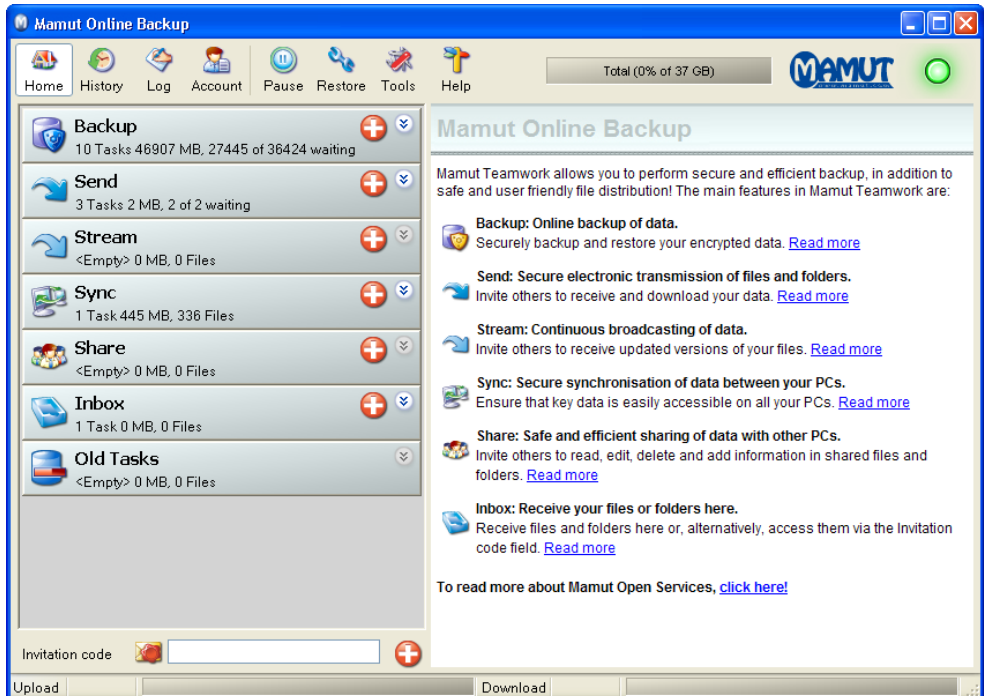 Mamut Online Backup
Home History Log Account Pause Restore Tools Help
Total (0% of 37 GB)
MAMUT
www.mamut.com
Backup
10 Tasks 46907 MB, 27445 of 36424 waiting
Send
3 Tasks 2 MB, 2 of 2 waiting
Stream
<Empty> 0 MB, 0 Files
Sync
1 Task 445 MB, 336 Files
Share
<Empty> 0 MB, 0 Files
Inbox
1 Task 0 MB, 0 Files
Old Tasks
<Empty> 0 MB, 0 Files
Invitation code
Mamut Online Backup
Mamut Teamwork allows you to perform secure and efficient backup, in addition to
safe and user friendly file distribution! The main features in Mamut Teamwork are:
Backup: Online backup of data.
Securely backup and restore your encrypted data. Read more
Send: Secure electronic transmission of files and folders.
Invite others to receive and download your data. Read more
Stream: Continuous broadcasting of data.
Invite others to receive updated versions of your files. Read more
Sync: Secure synchronisation of data between your PCs.
Ensure that key data is easily accessible on all your PCs. Read more
Share: Safe and efficient sharing of data with other PCs.
Invite others to read, edit, delete and add information in shared files and
folders. Read more
Inbox: Receive your files or folders here.
Receive files and folders here or, alternatively, access them via the Invitation
code field. Read more
To read more about Mamut Open Services, click here!
Upload
Download